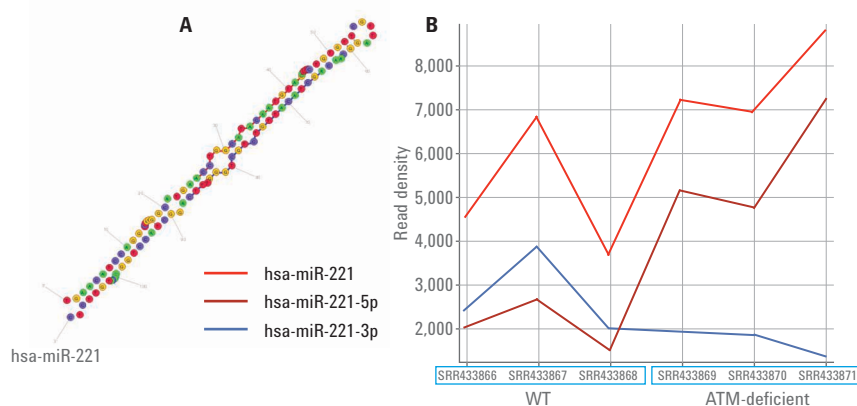 A
hsa-miR-221
hsa-miR-221-5p
hsa-miR-221-3p
hsa-miR-221
B
Read density
8,000
7,000
6,000
5,000
4,000
3,000
2,000
SRR433866 SRR433867 SRR433868 SRR433869 SRR433870 SRR433871
WT ATM-deficient